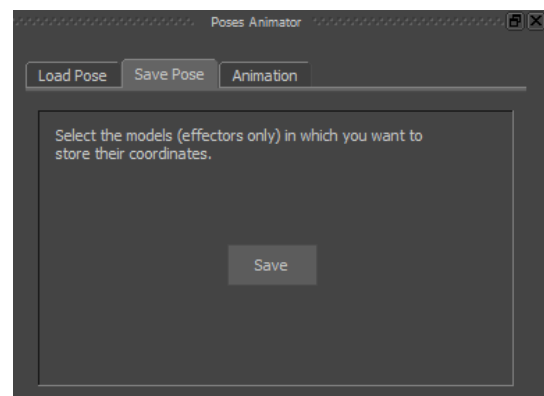 Poses Animator
Load Pose Save Pose Animation
Select the models (effectors only) in which you want to
store their coordinates.
Save